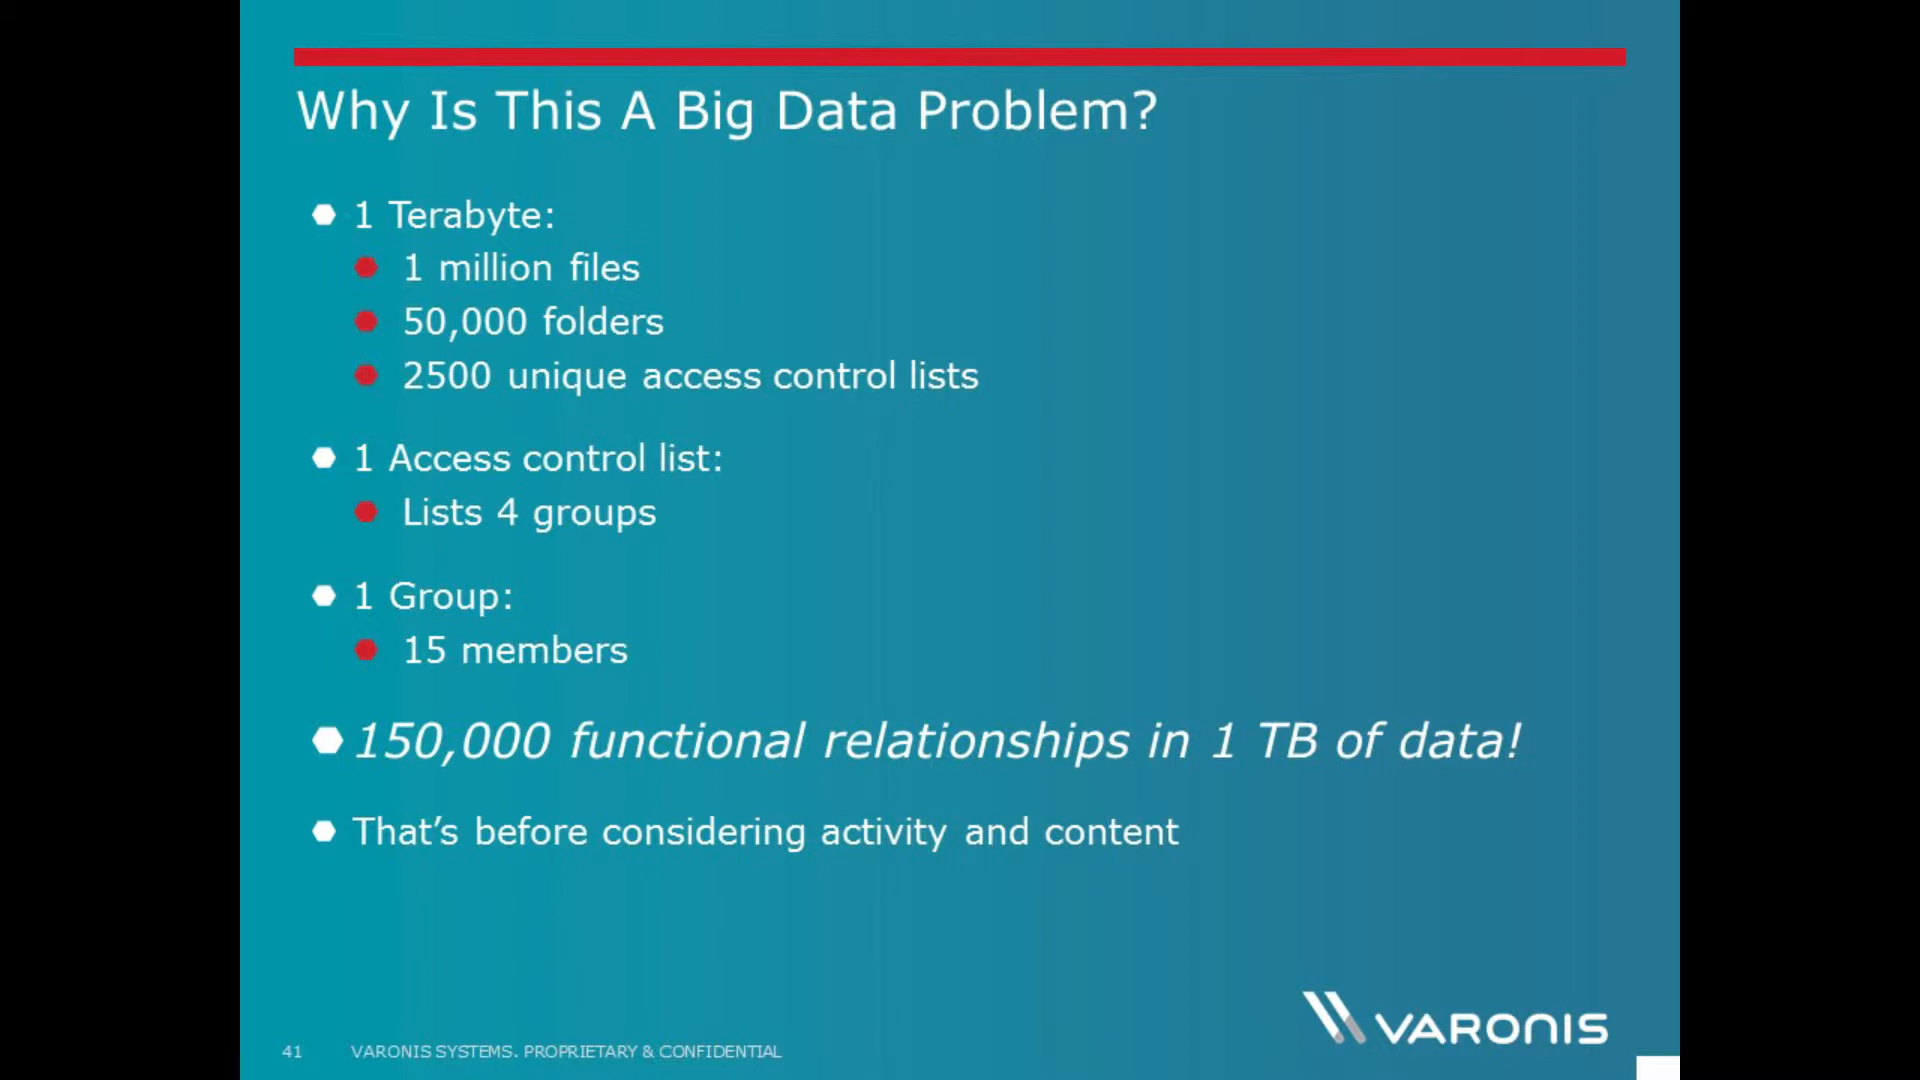 Why Is This A Big Data Problem?
1 Terabyte:
1 million files
50,000 folders
2500 unique access control lists
1 Access control list:
Lists 4 groups
1 Group:
15 members
150,000 functional relationships in 1 TB of data!
That’s before considering activity and content
VARONIS
41 VARONIS SYSTEMS. PROPRIETARY & CONFIDENTIAL